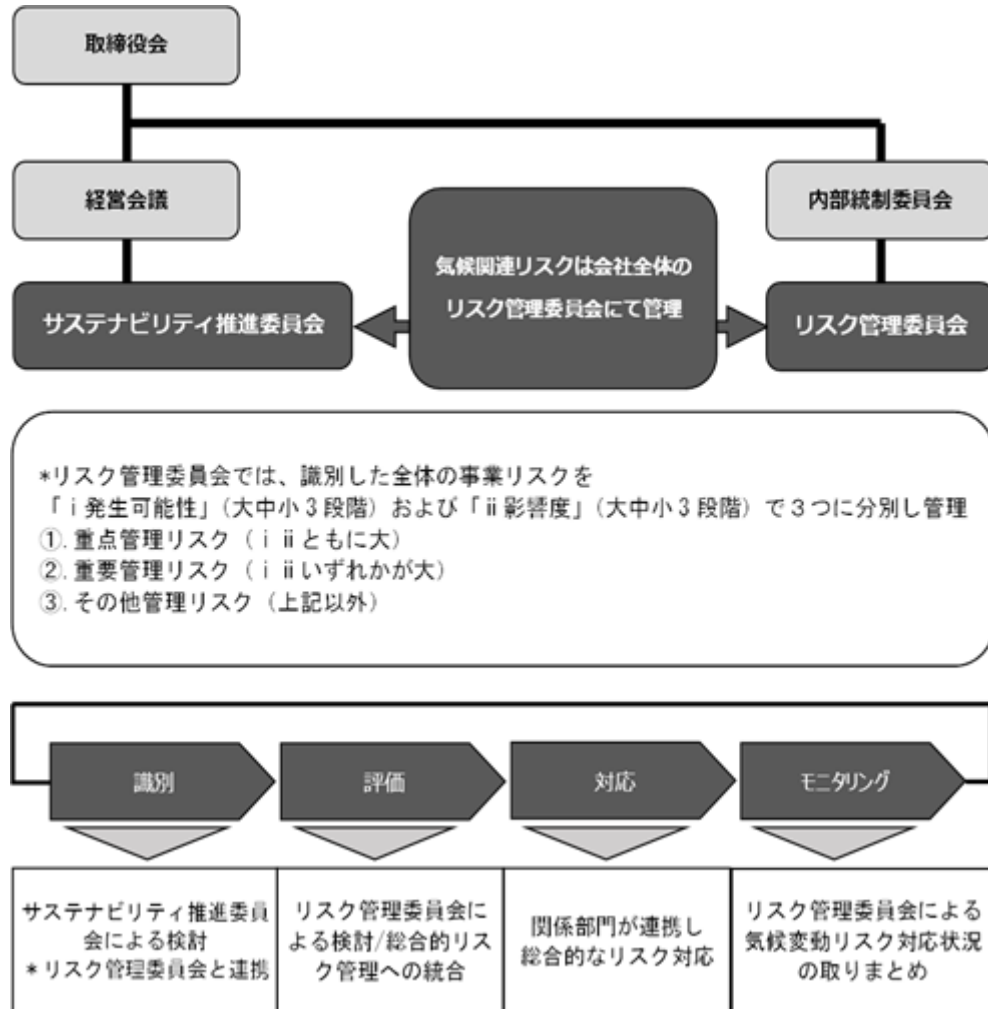 取締役会
経営会議
内部統制委員会
気候関連リスクは会社全体の
リスク管理委員会にて管理
サステナビリティ推進委員会
リスク管理委員会
*リスク管理委員会では、識別した全体の事業リスクを
「ⅰ発生可能性」(大中小3段階)および「ⅱ影響度」(大中小3段階)で3つに分別し管理
①.重点管理リスク(ⅰⅱともに大)
②.重要管理リスク(ⅰⅱいずれかが大)
③.その他管理リスク(上記以外)
識別
評価
対応
モニタリング
サステナビリティ推進委員
会による検討
*リスク管理委員会と連携
リスク管理委員会によ
る検討/総合的リス
ク管理への統合
関係部門が連携し
総合的なリスク対応
リスク管理委員会による
気候変動リスク対応状況
の取りまとめ